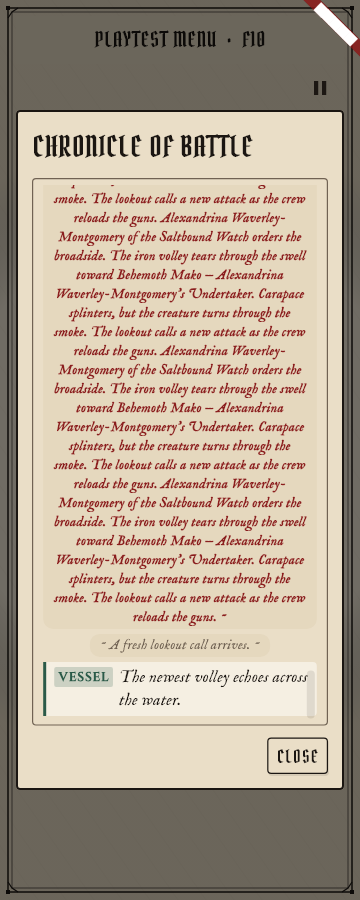 PLAYTEST MENU · F10
CHRONICLE OF BATTLE
smoke. The lookout calls a new attack as the crew
reloads the guns. Alexandrina Waverley-
Montgomery of the Saltbound Watch orders the
broadside. The iron volley tears through the swell
toward Behemoth Mako — Alexandrina
Waverley-Montgomery's Undertaker. Carapace
splinters, but the creature turns through the
smoke. The lookout calls a new attack as the crew
reloads the guns. Alexandrina Waverley-
Montgomery of the Saltbound Watch orders the
broadside. The iron volley tears through the swell
toward Behemoth Mako — Alexandrina
Waverley-Montgomery's Undertaker. Carapace
splinters, but the creature turns through the
smoke. The lookout calls a new attack as the crew
reloads the guns. Alexandrina Waverley-
Montgomery of the Saltbound Watch orders the
broadside. The iron volley tears through the swell
toward Behemoth Mako — Alexandrina
Waverley-Montgomery's Undertaker. Carapace
splinters, but the creature turns through the
smoke. The lookout calls a new attack as the crew
reloads the guns. ~
~ A fresh lookout call arrives. ~
VESSEL The newest volley echoes across
the water.
CLOSE